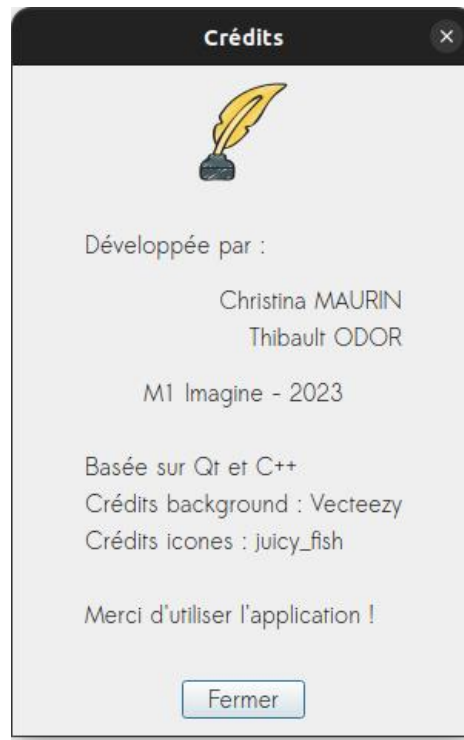 Crédits
Développée par :
Christina MAURIN
Thibault ODOR
M1 Imagine - 2023
Basée sur Qt et C++
Crédits background : Vecteezy
Crédits icones : juicy_fish
Merci d'utiliser l'application !
Fermer